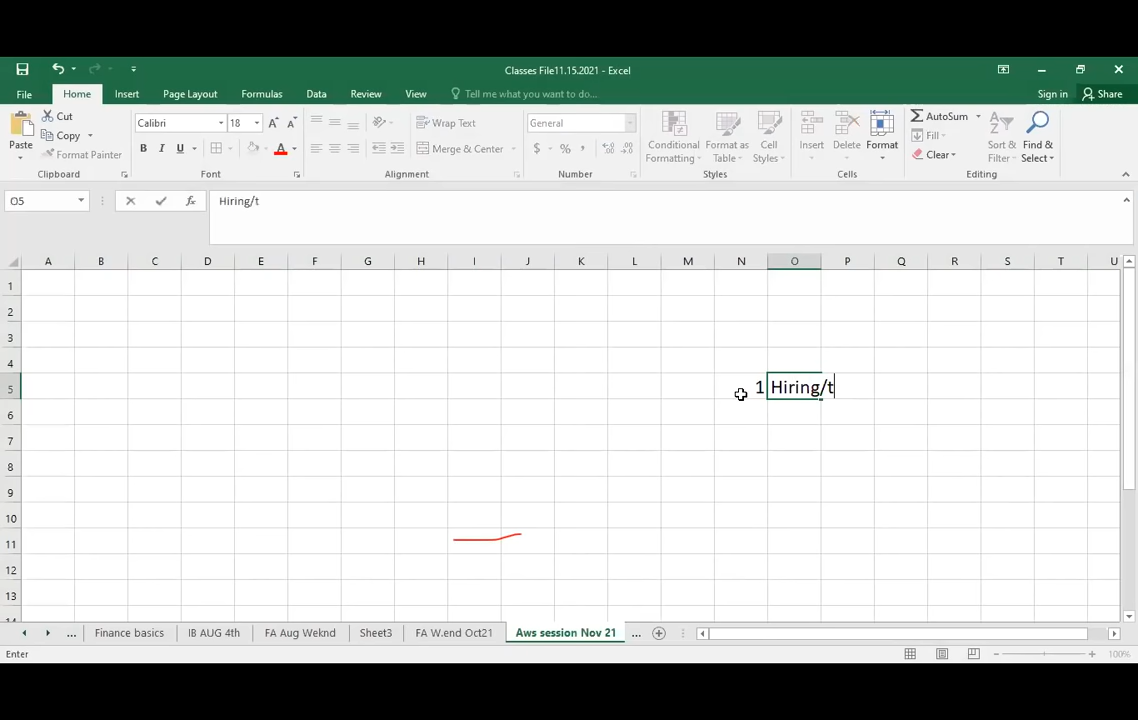 Classes File11.15.2021 - Excel
File Home Insert Page Layout Formulas Data Review View Tell me what you want to do... Sign in Share
Cut Calibri 18 A A Wrap Text General AutoSum
Copy Fill
Paste Format Painter B I U A Merge & Center $ % , Conditional Formatting Format as Table Cell Styles Insert Delete Format Clear Sort & Filter Find & Select
Clipboard Font Alignment Number Styles Cells Editing
O5 fx Hiring/t
A B C D E F G H I J K L M N O P Q R S T U
1
2
3
4
5 1 Hiring/t
6
7
8
9
10
11
12
13
14
... Finance basics IB AUG 4th FA Aug Weknd Sheet3 FA W.end Oct21 Aws session Nov 21 ...
Enter 100%